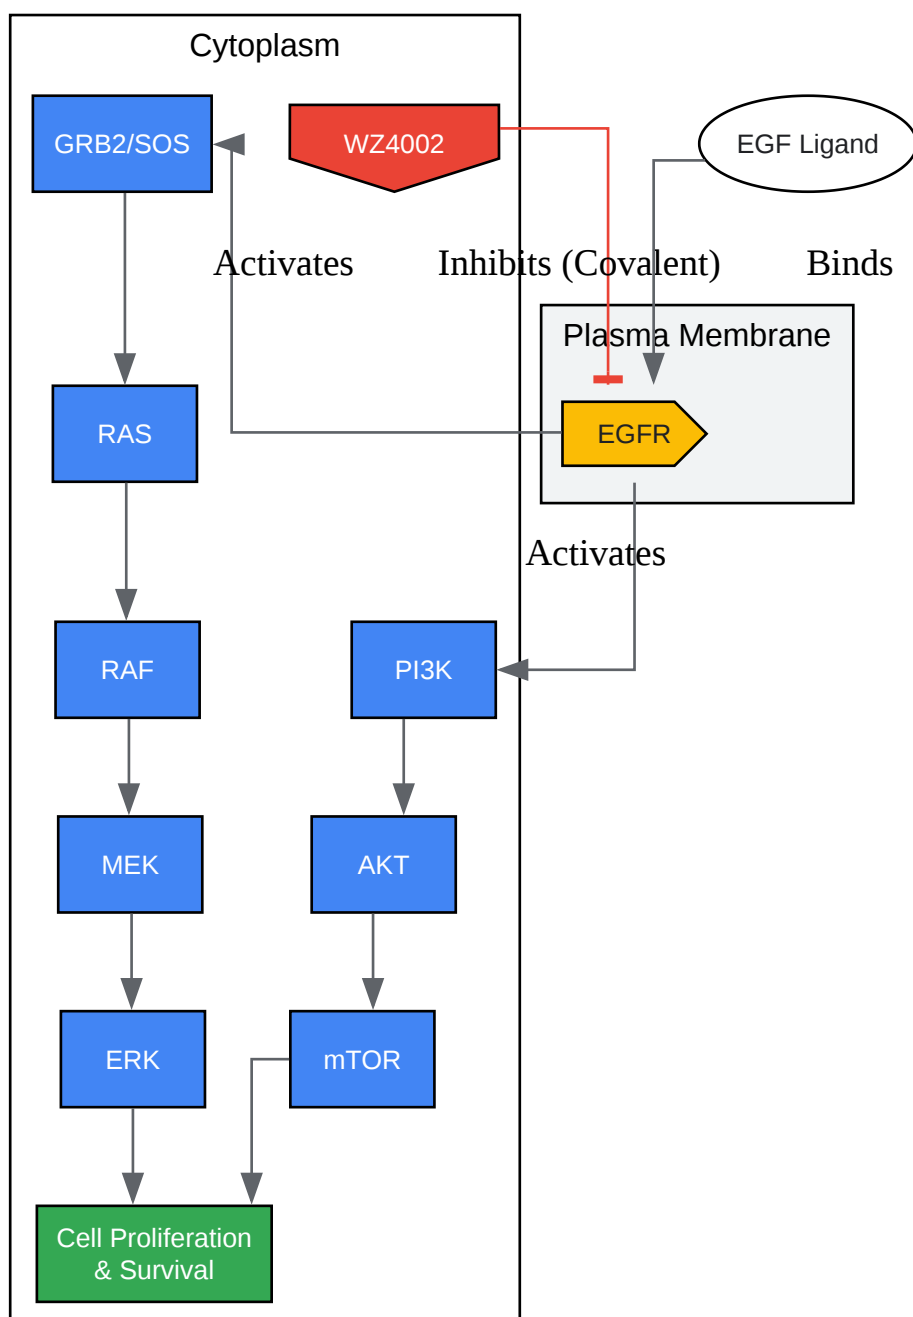 Cytoplasm
GRB2/SOS
WZ4002
EGF Ligand
Activates
Inhibits (Covalent)
Binds
Plasma Membrane
RAS
EGFR
Activates
RAF
PI3K
MEK
AKT
ERK
mTOR
Cell Proliferation
& Survival